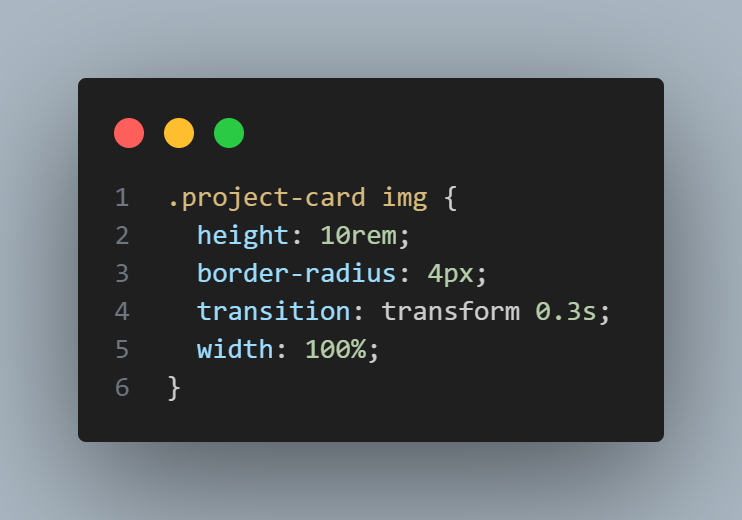 1 .project-card img {
2 height: 10rem;
3 border-radius: 4px;
4 transition: transform 0.3s;
5 width: 100%;
6 }